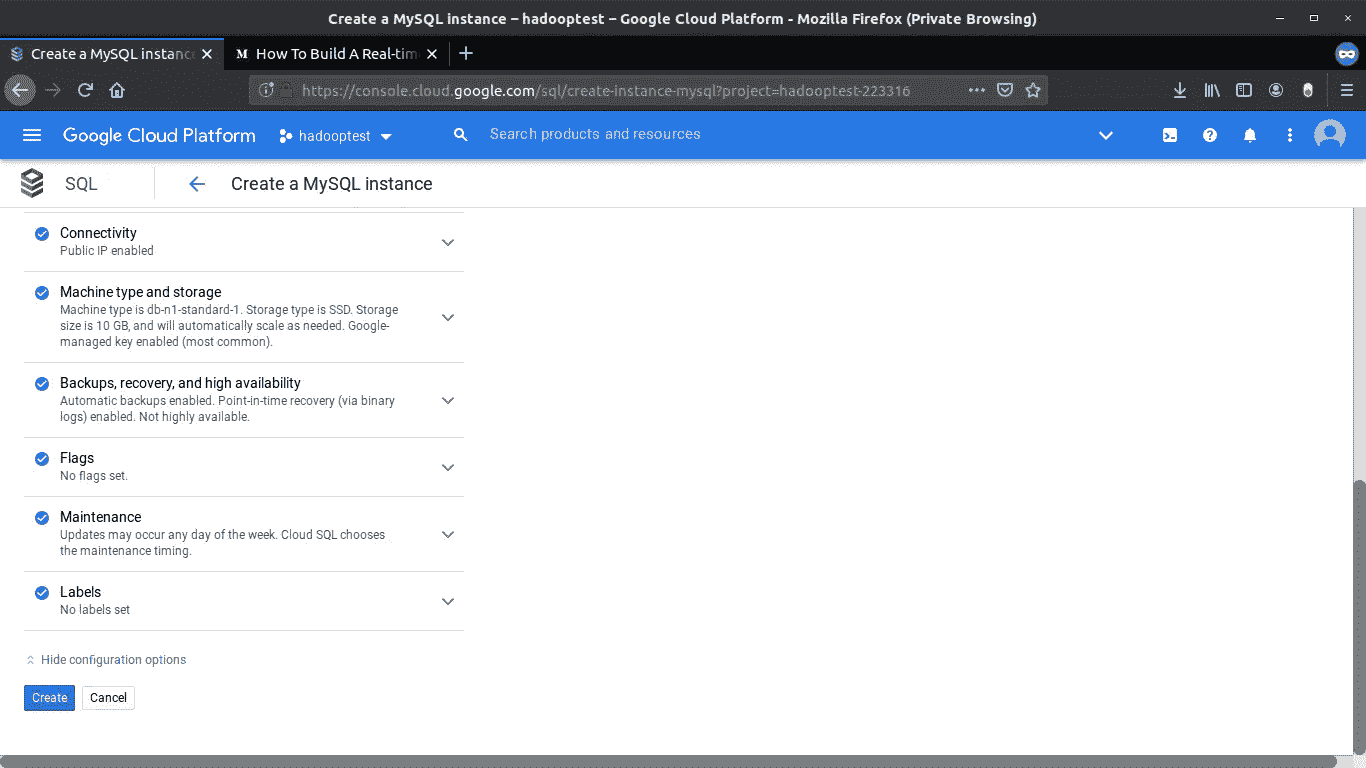 Create a MySQL instance – hadooptest – Google Cloud Platform - Mozilla Firefox (Private Browsing)
Create a MySQL instanc
M How To Build A Real-tim
https://console.cloud.google.com/sql/create-instance-mysql?project=hadooptest-223316
Google Cloud Platform
hadooptest
Search products and resources
SQL
Create a MySQL instance
Connectivity
Public IP enabled
Machine type and storage
Machine type is db-n1-standard-1. Storage type is SSD. Storage
size is 10 GB, and will automatically scale as needed. Google-
managed key enabled (most common).
Backups, recovery, and high availability
Automatic backups enabled. Point-in-time recovery (via binary
logs) enabled. Not highly available.
Flags
No flags set.
Maintenance
Updates may occur any day of the week. Cloud SQL chooses
the maintenance timing.
Labels
No labels set
Hide configuration options
Create
Cancel